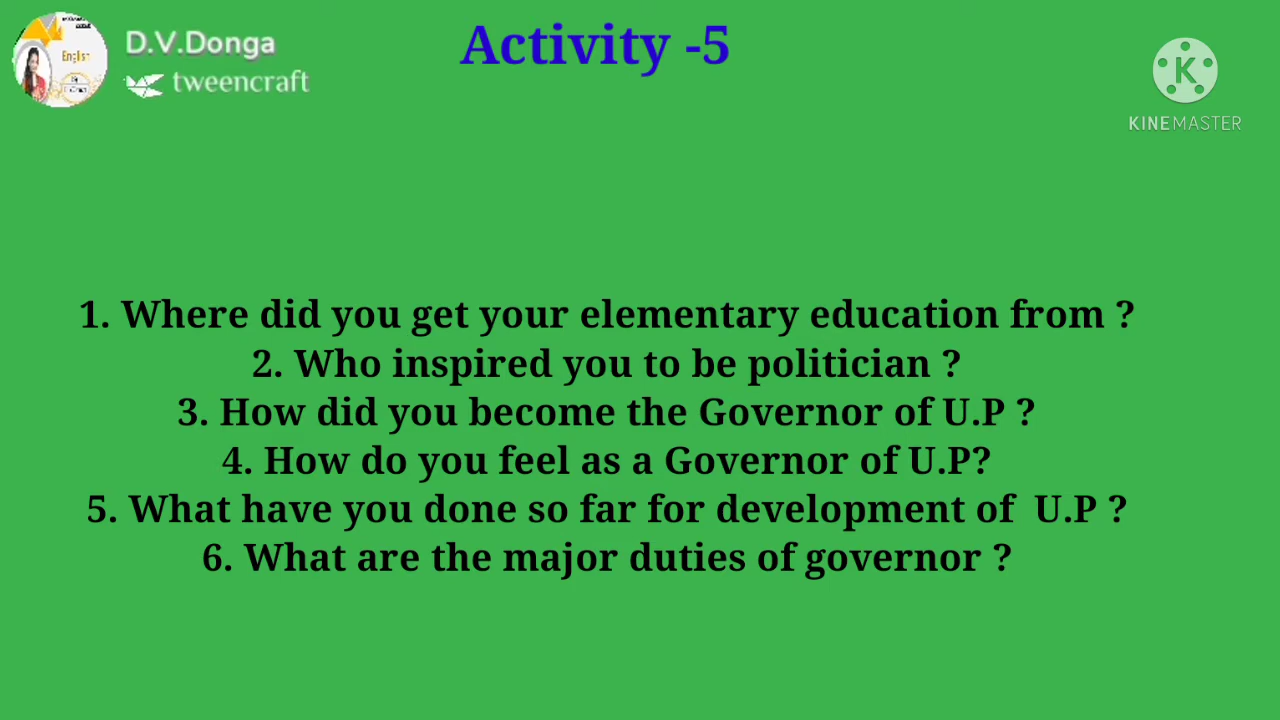 D.V.Donga
tweencraft
English
Activity -5
K
KINEMASTER
1. Where did you get your elementary education from ?
2. Who inspired you to be politician ?
3. How did you become the Governor of U.P ?
4. How do you feel as a Governor of U.P?
5. What have you done so far for development of  U.P ?
6. What are the major duties of governor ?